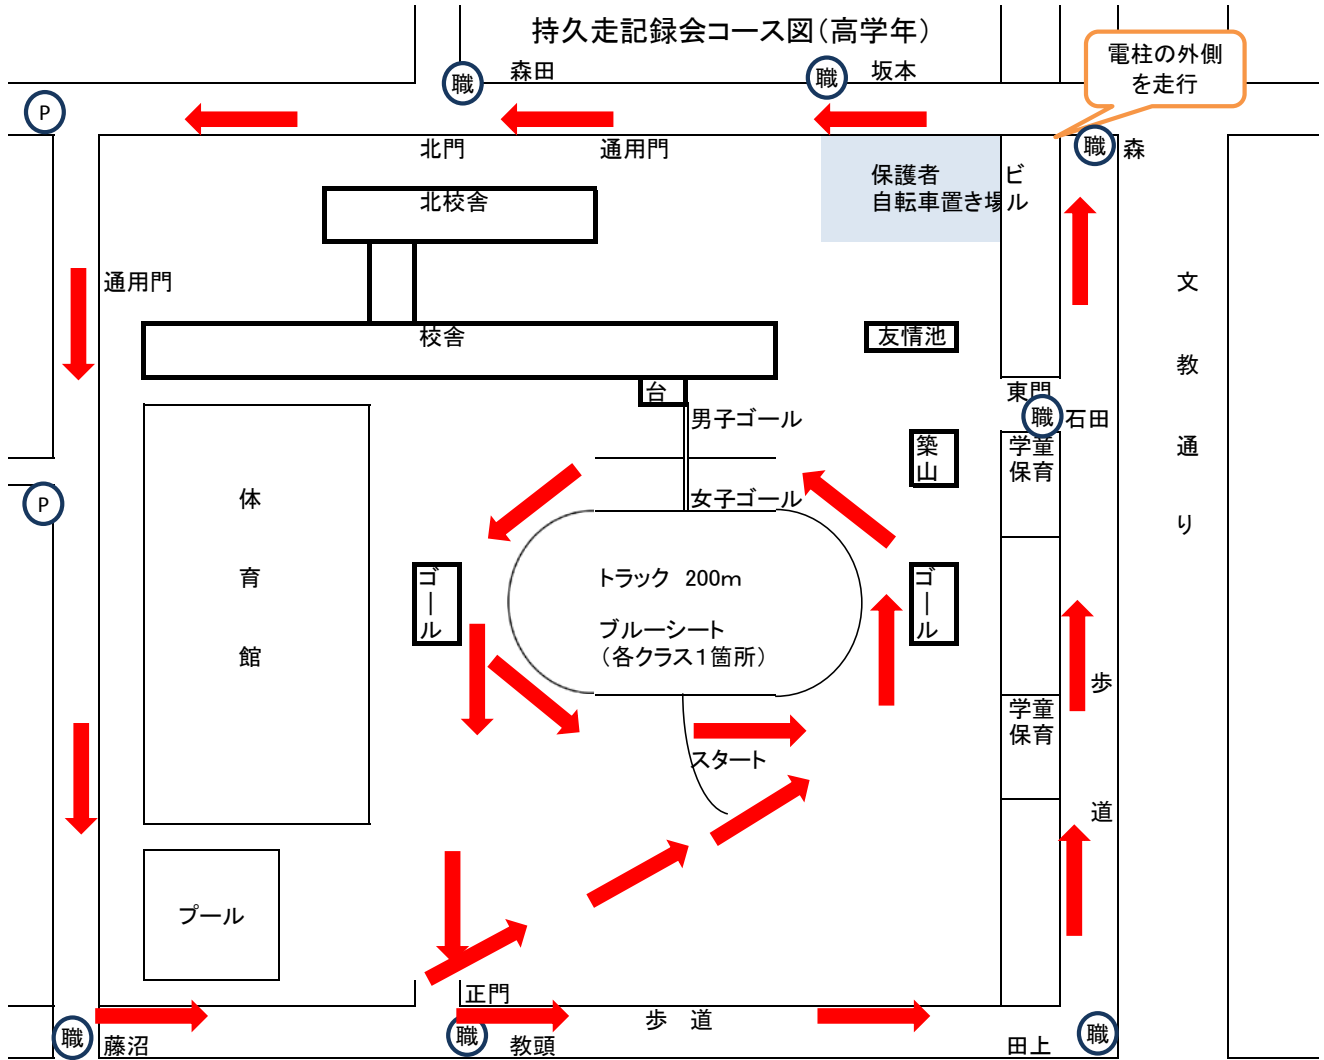 持久走記録会コース図（高学年）
電柱の外側
を走行
職
森田
職
坂本
P
職
森
北門
通用門
保護者
自転車置き場
ビ
ル
北校舎
通用門
文
教
通
り
校舎
友情池
台
東門
職
石田
男子ゴール
築
山
学童
保育
女子ゴール
P
体
育
館
ゴ
ー
ル
トラック 200m
ブルーシート
（各クラス１箇所）
ゴ
ー
ル
歩
道
学童
保育
スタート
プール
正門
歩 道
職
藤沼
職
教頭
田上
職